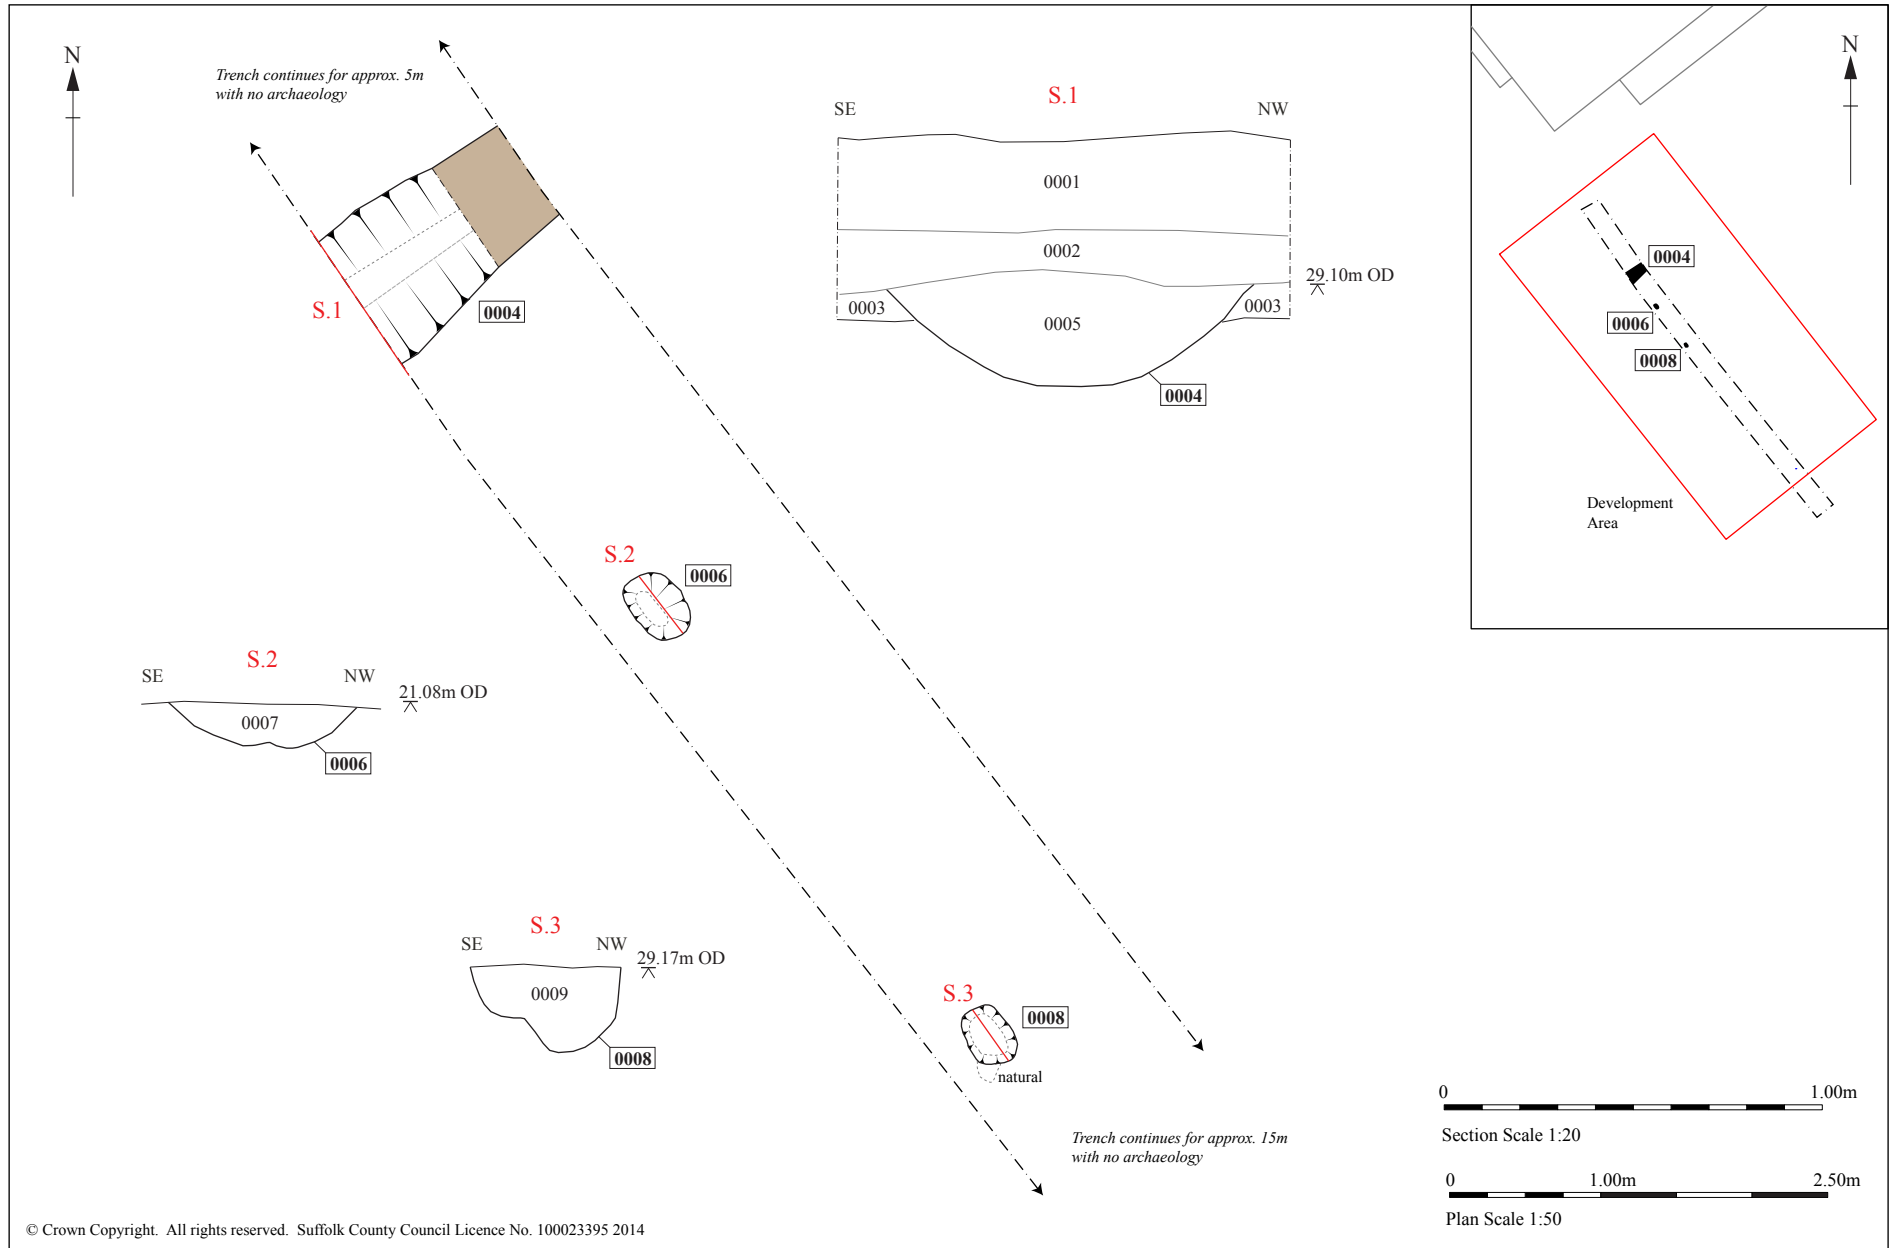 N
Trench continues for approx. 5m
with no archaeology
S.1
0004
S.1
SE
NW
0001
0002
29.10m OD
0003
0003
0005
0004
N
0004
0006
0008
Development
Area
S.2
0006
S.2
SE
NW
21.08m OD
0007
0006
S.3
SE
NW
29.17m OD
0009
0008
S.3
0008
natural
Trench continues for approx. 15m
with no archaeology
0
1.00m
Section Scale 1:20
0
1.00m
2.50m
Plan Scale 1:50
© Crown Copyright. All rights reserved. Suffolk County Council Licence No. 100023395 2014